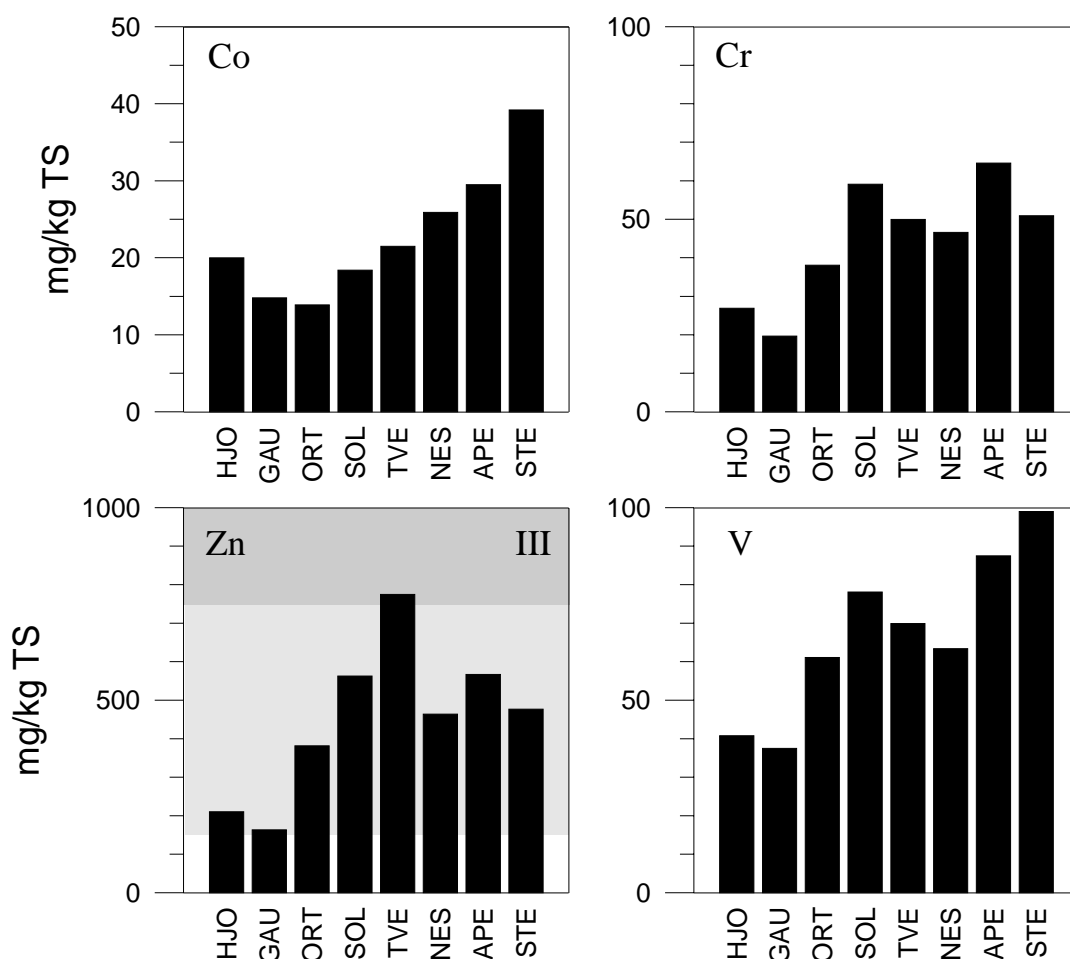 Co
mg/kg TS
50
40
30
20
10
0
HJO GAU ORT SOL TVE NES APE STE
Cr
100
50
0
HJO GAU ORT SOL TVE NES APE STE
Zn III
mg/kg TS
1000
500
0
HJO GAU ORT SOL TVE NES APE STE
V
100
50
0
HJO GAU ORT SOL TVE NES APE STE